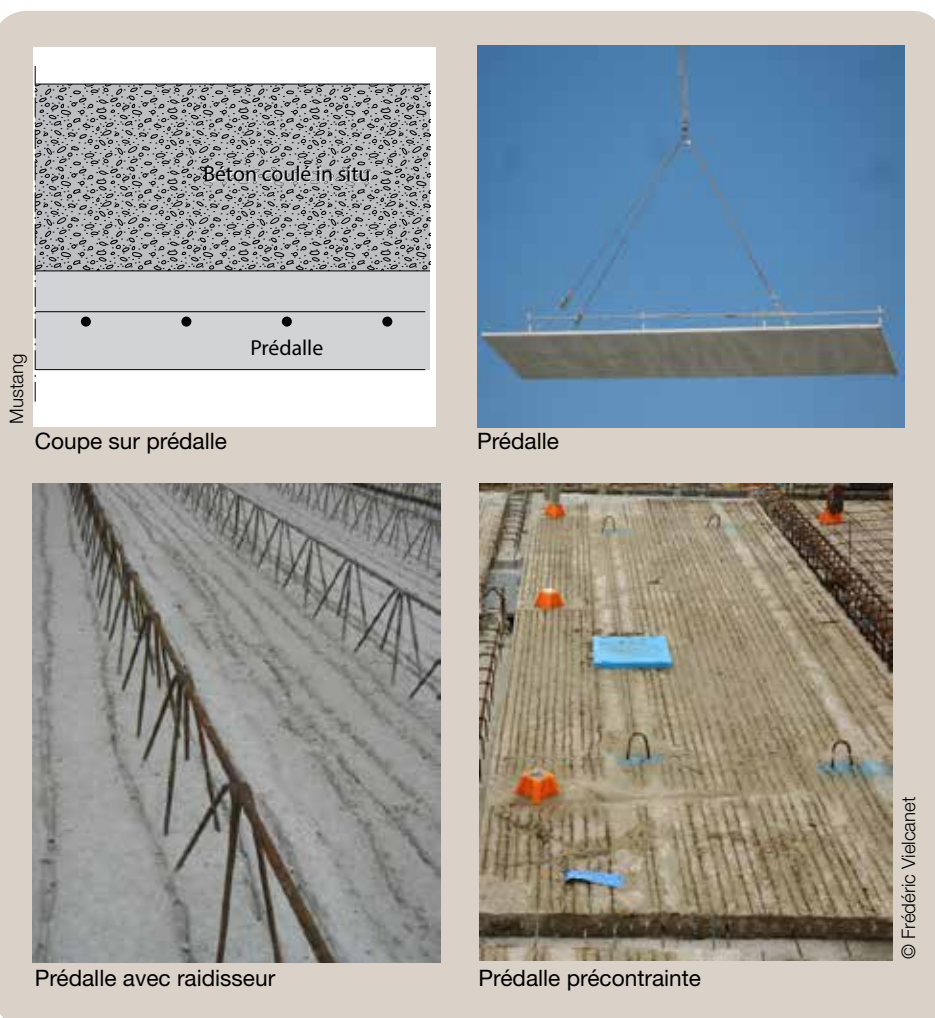 Béton coulé in situ
Prédalle
Mustang
Coupe sur prédalle
Prédalle
Prédalle avec raidisseur
Prédalle précontrainte
© Frédéric Vielcanet